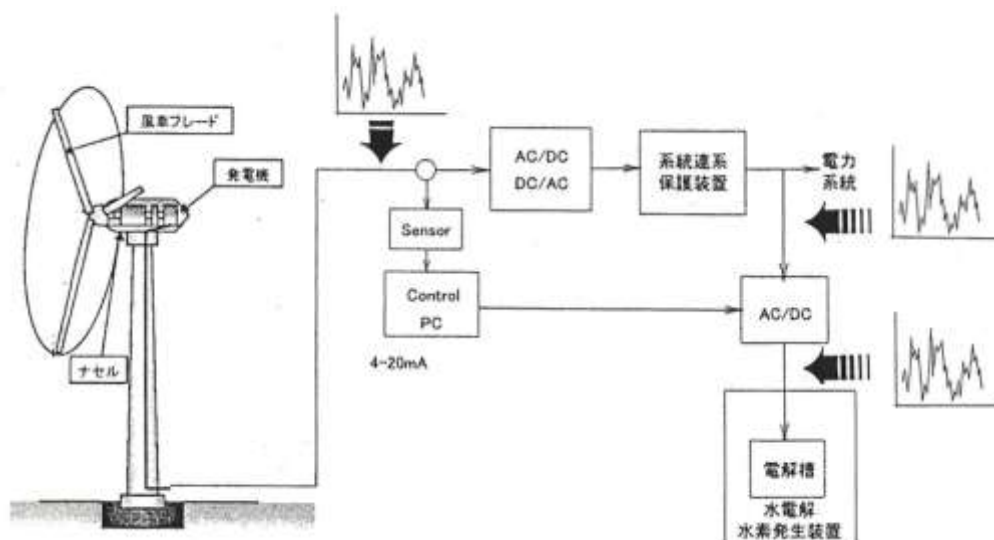 風車ブレード
発電機
ナセル
AC/DC
DC/AC
系統連系
保護装置
電力
系統
Sensor
Control
PC
4-20mA
AC/DC
電解槽
水電解
水素発生装置